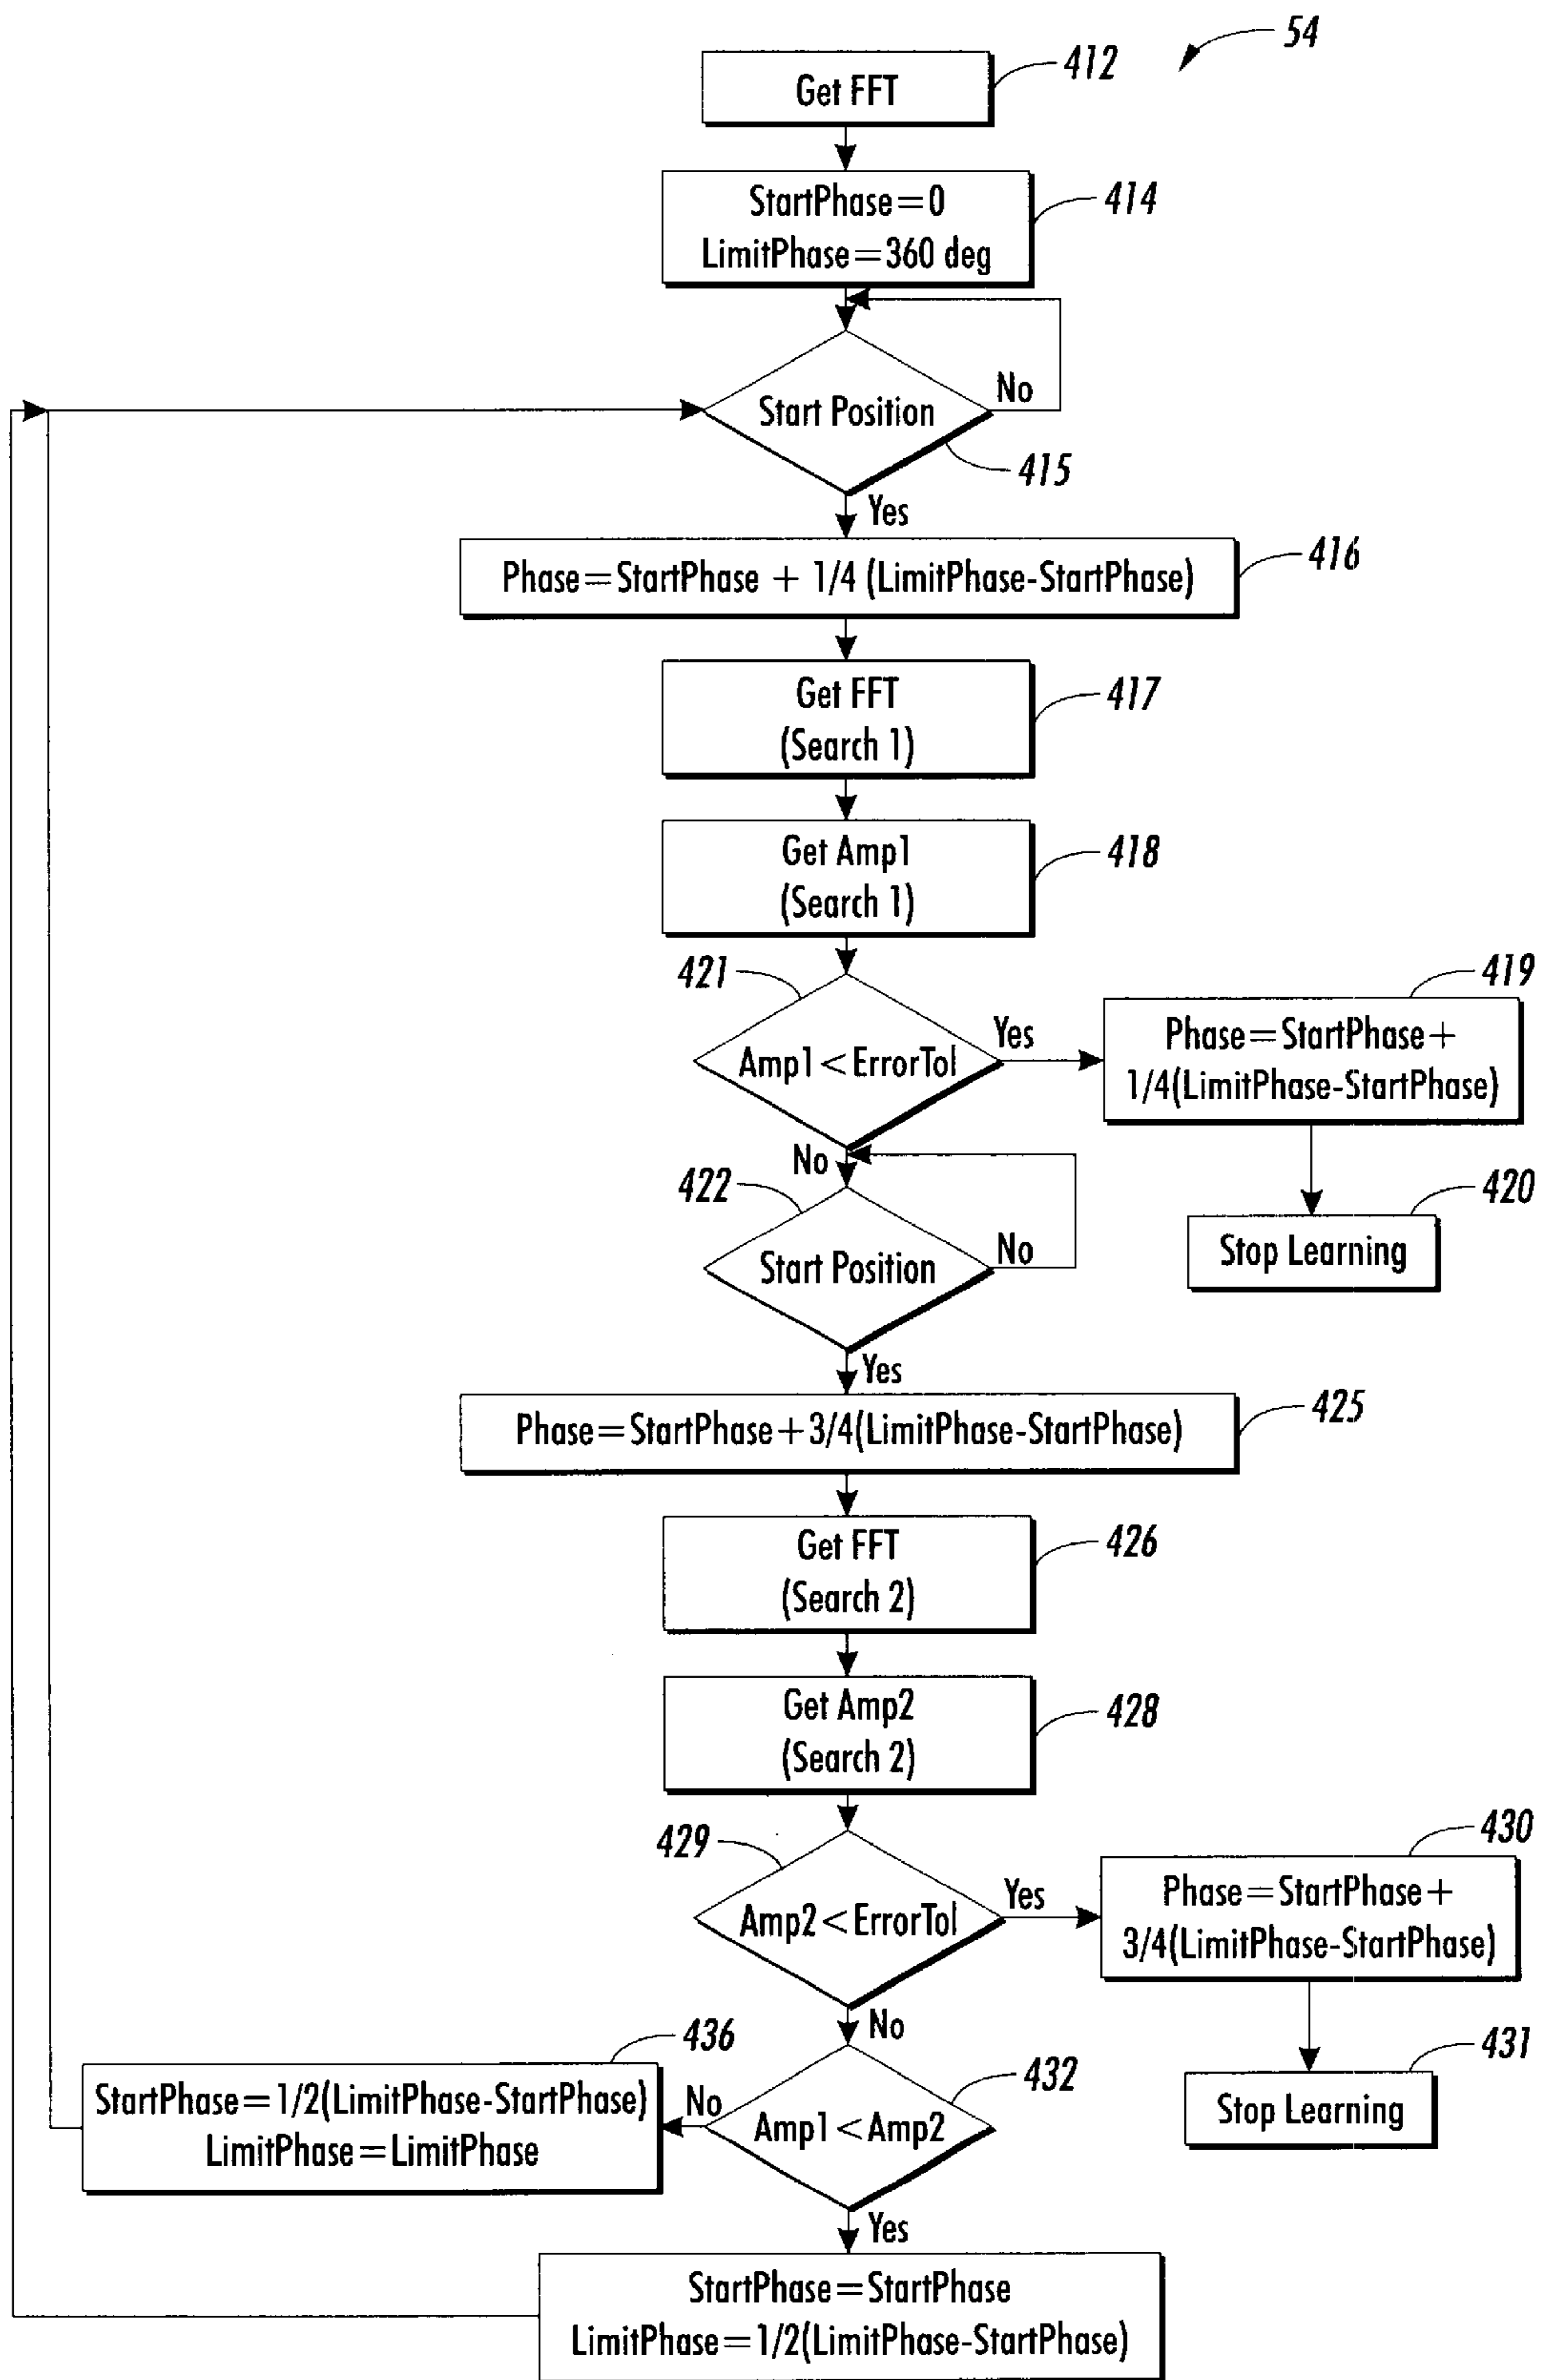 54
Get FFT
412
StartPhase=0
LimitPhase=360 deg
414
Start Position
No
415
Yes
Phase=StartPhase + 1/4 (LimitPhase-StartPhase)
416
Get FFT
(Search 1)
417
Get Amp1
(Search 1)
418
421
Amp1<ErrorTol
Yes
419
Phase=StartPhase+
1/4(LimitPhase-StartPhase)
No
422
Start Position
No
420
Stop Learning
Yes
Phase=StartPhase+3/4(LimitPhase-StartPhase)
425
Get FFT
(Search 2)
426
Get Amp2
(Search 2)
428
429
Amp2<ErrorTol
Yes
430
Phase=StartPhase+
3/4(LimitPhase-StartPhase)
No
431
Stop Learning
436
StartPhase=1/2(LimitPhase-StartPhase)
LimitPhase=LimitPhase
No
Amp1<Amp2
432
Yes
StartPhase=StartPhase
LimitPhase=1/2(LimitPhase-StartPhase)